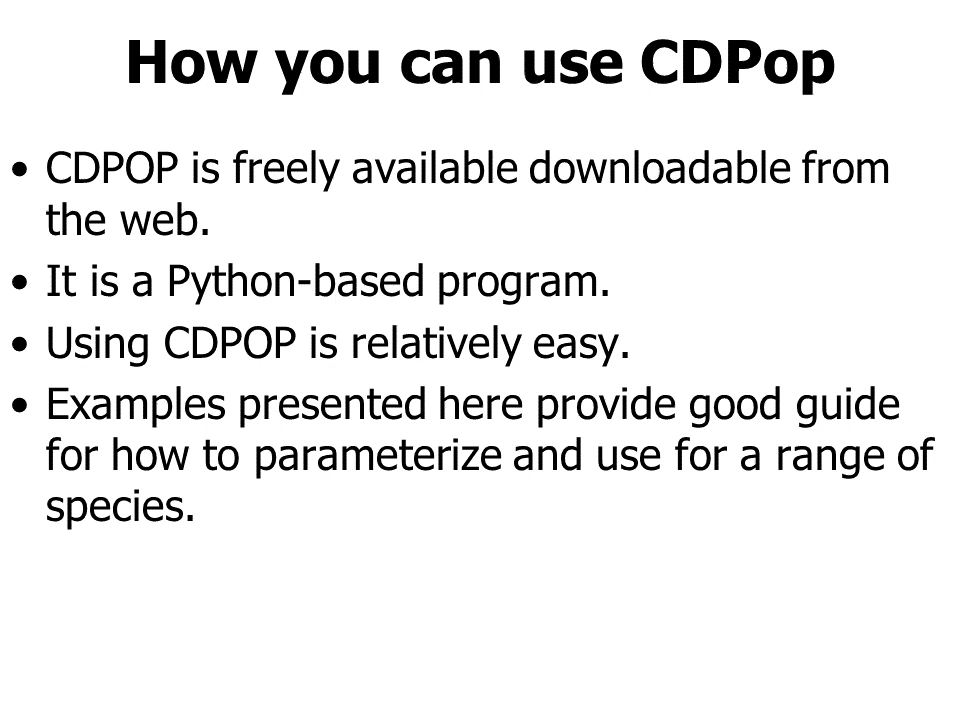 How you can use CDPop
• CDPOP is freely available downloadable from
the web.
• It is a Python-based program.
• Using CDPOP is relatively easy.
• Examples presented here provide good guide
for how to parameterize and use for a range of
species.